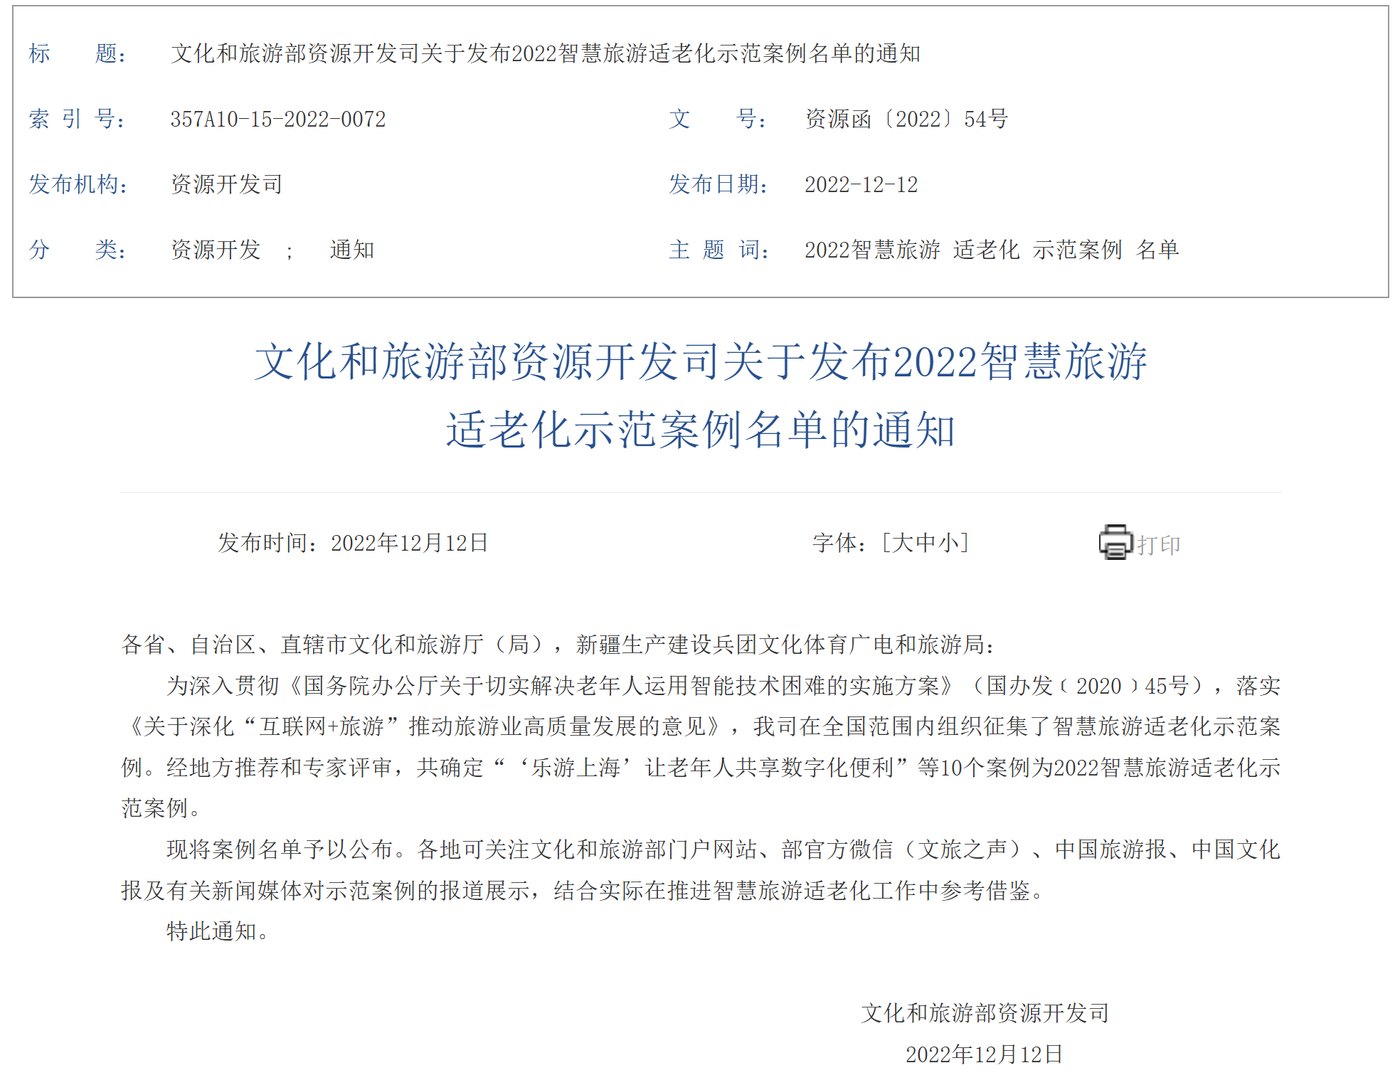 标 题： 文化和旅游部资源开发司关于发布2022智慧旅游适老化示范案例名单的通知
索 引 号： 357A10-15-2022-0072 文 号： 资源函〔2022〕54号
发布机构： 资源开发司 发布日期： 2022-12-12
分 类： 资源开发 ； 通知 主 题 词： 2022智慧旅游 适老化 示范案例 名单
文化和旅游部资源开发司关于发布2022智慧旅游
适老化示范案例名单的通知
发布时间：2022年12月12日 字体：[大中小] 打印
各省、自治区、直辖市文化和旅游厅（局），新疆生产建设兵团文化体育广电和旅游局：
为深入贯彻《国务院办公厅关于切实解决老年人运用智能技术困难的实施方案》（国办发﹝2020﹞45号），落实
《关于深化“互联网+旅游”推动旅游业高质量发展的意见》，我司在全国范围内组织征集了智慧旅游适老化示范案
例。经地方推荐和专家评审，共确定“‘乐游上海’让老年人共享数字化便利”等10个案例为2022智慧旅游适老化示
范案例。
现将案例名单予以公布。各地可关注文化和旅游部门户网站、部官方微信（文旅之声）、中国旅游报、中国文化
报及有关新闻媒体对示范案例的报道展示，结合实际在推进智慧旅游适老化工作中参考借鉴。
特此通知。
文化和旅游部资源开发司
2022年12月12日